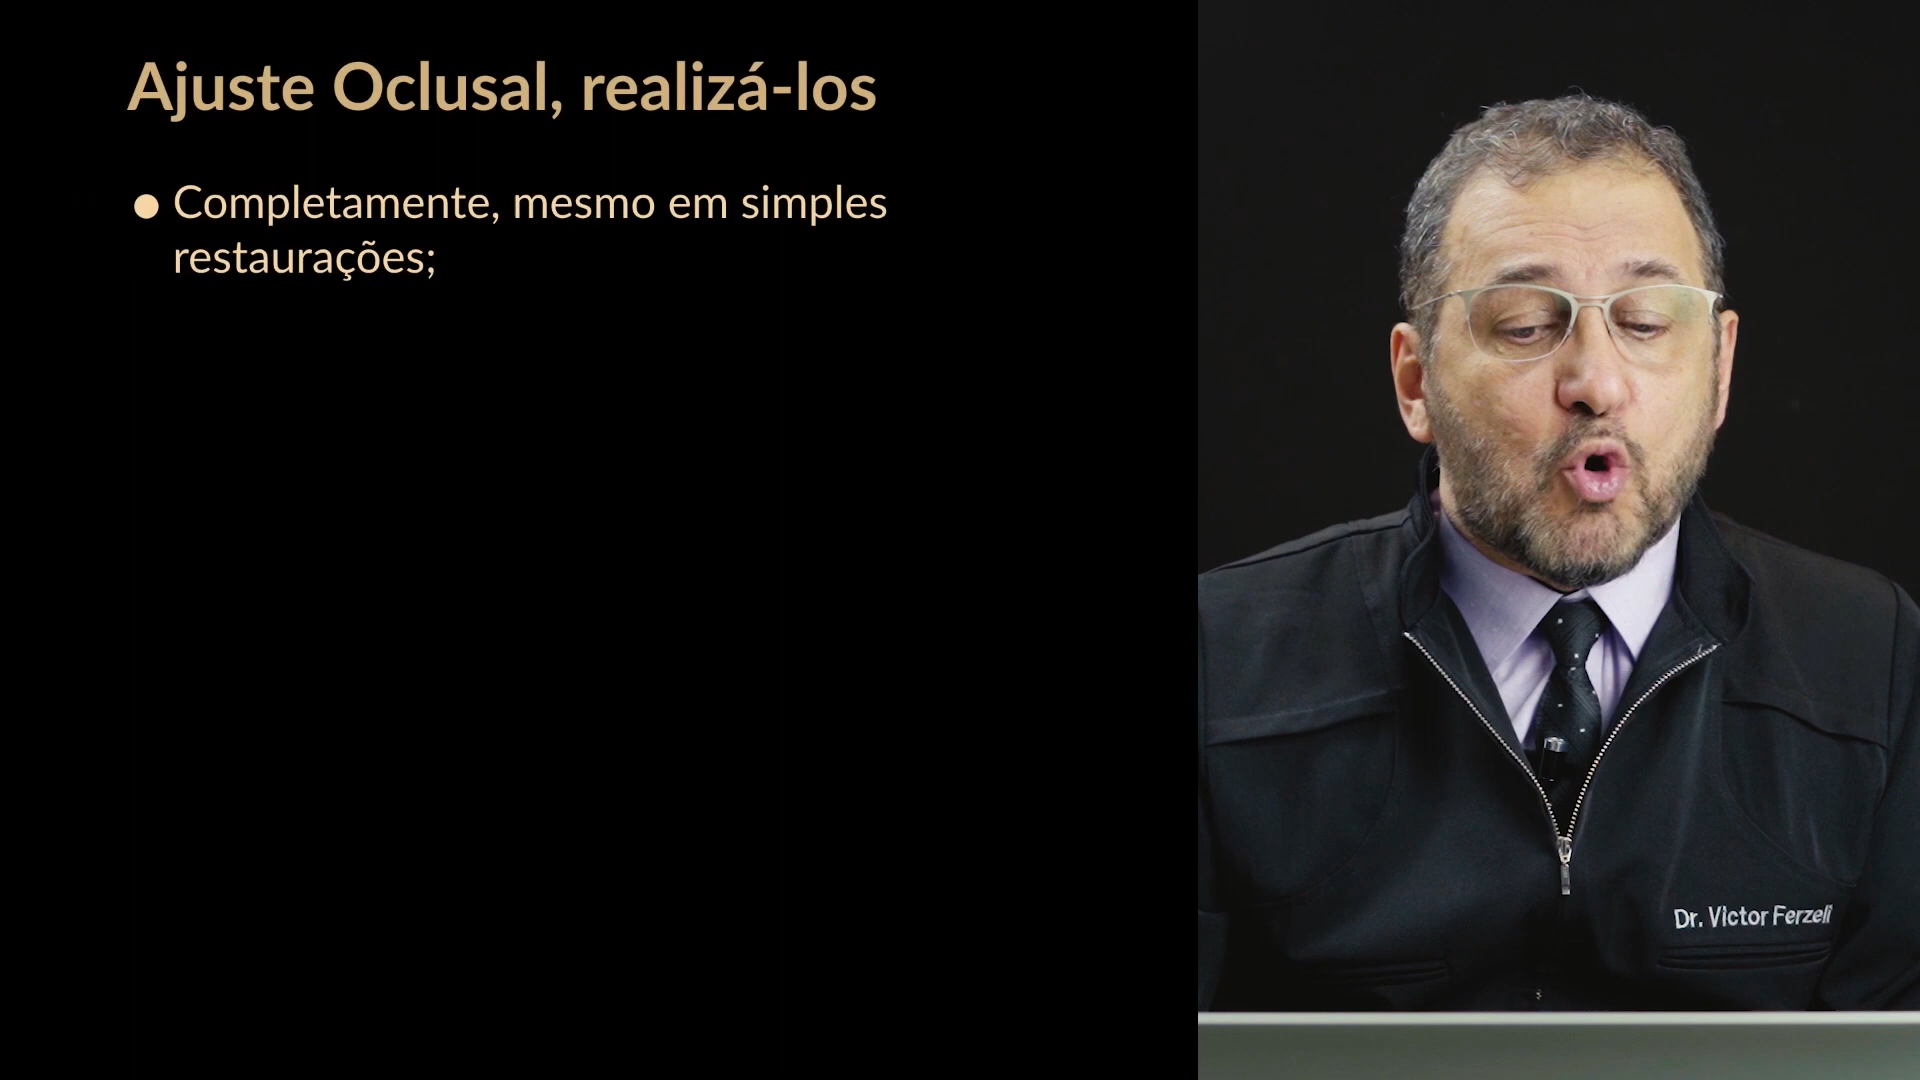 Ajuste Oclusal, realizá-los
● Completamente, mesmo em simples
restaurações;
Dr. Victor Ferzeli